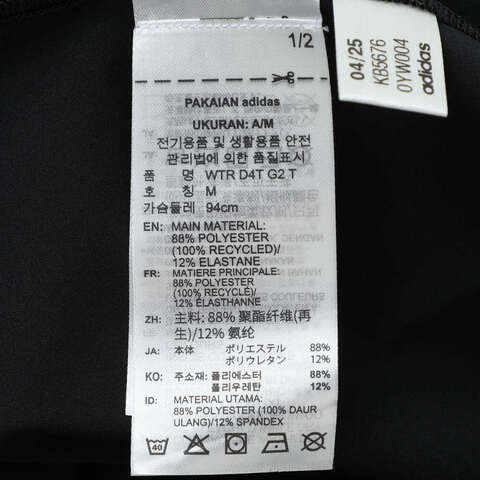 1/2
PAKAIAN adidas
UKURAN: A/M
전기용품 및 생활용품 안전
관리법에 의한 품질표시
품 명 WTR D4T G2 T
호 칭 M
가슴둘레 94cm
EN: MAIN MATERIAL:
88% POLYESTER
(100% RECYCLED)/
12% ELASTANE
FR: MATIERE PRINCIPALE:
88% POLYESTER
(100% RECYCLÉ)/
12% ÉLASTHANNE
ZH: 主料: 88% 聚酯纤维(再
生)/12% 氨纶
JA: 本体 ポリエステル 88%
ポリウレタン 12%
KO: 주소재: 폴리에스터 88%
폴리우레탄 12%
ID: MATERIAL UTAMA:
88% POLYESTER (100% DAUR
ULANG)/12% SPANDEX
40
04/25
KB5676
0YW004
adidas